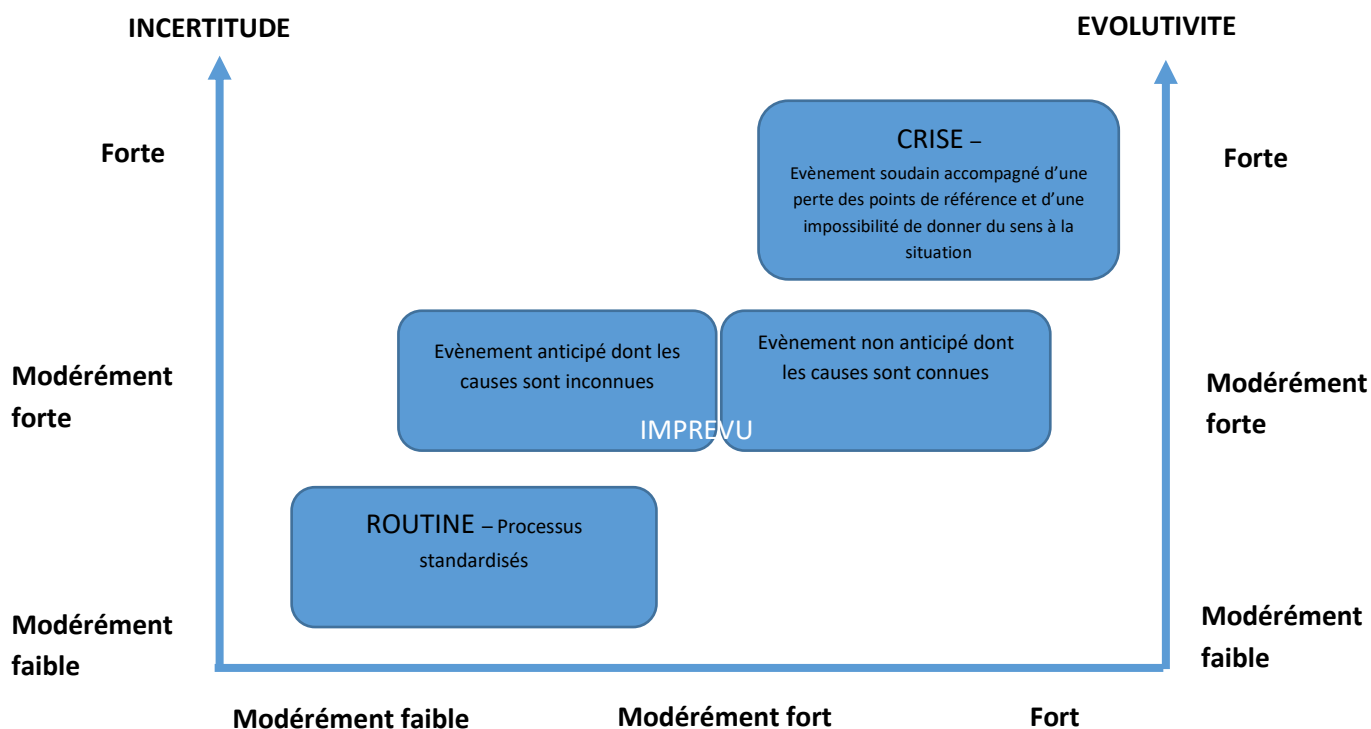 INCERTITUDE
EVOLUTIVITE
Forte
CRISE –
Evènement soudain accompagné d’une
perte des points de référence et d’une
impossibilité de donner du sens à la
situation
Forte
Modérément
forte
Evènement anticipé dont les
causes sont inconnues
Evènement non anticipé dont
les causes sont connues
IMPREVU
Modérément
forte
ROUTINE – Processus
standardisés
Modérément
faible
Modérément
faible
Modérément faible
Modérément fort
Fort